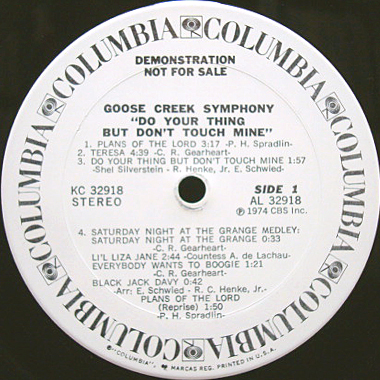 COLUMBIA COLUMBIA COLUMBIA COLUMBIA COLUMBIA COLUMBIA
DEMONSTRATION
NOT FOR SALE
GOOSE CREEK SYMPHONY
"DO YOUR THING
BUT DON'T TOUCH MINE"
1. PLANS OF THE LORD 3:17 -P. H. Spradlin-
2. TERESA 4:39 -C. R. Gearheart-
3. DO YOUR THING BUT DON'T TOUCH MINE 1:57
-Shel Silverstein - R. Henke, Jr. E. Schwied-
KC 32918
STEREO
SIDE 1
AL 32918
℗ 1974 CBS Inc.
4. SATURDAY NIGHT AT THE GRANGE MEDLEY:
SATURDAY NIGHT AT THE GRANGE 0:33
-C. R. Gearheart-
LI'L LIZA JANE 2:44 -Countess A. de Lachau-
EVERYBODY WANTS TO BOOGIE 1:21
-C. R. Gearheart-
BLACK JACK DAVY 0:42
-Arr: E. Schwied - R. C. Henke, Jr.-
PLANS OF THE LORD
(Reprise) 1:50
-P. H. Spradlin-
"COLUMBIA", MARCAS REG. PRINTED IN U.S.A.